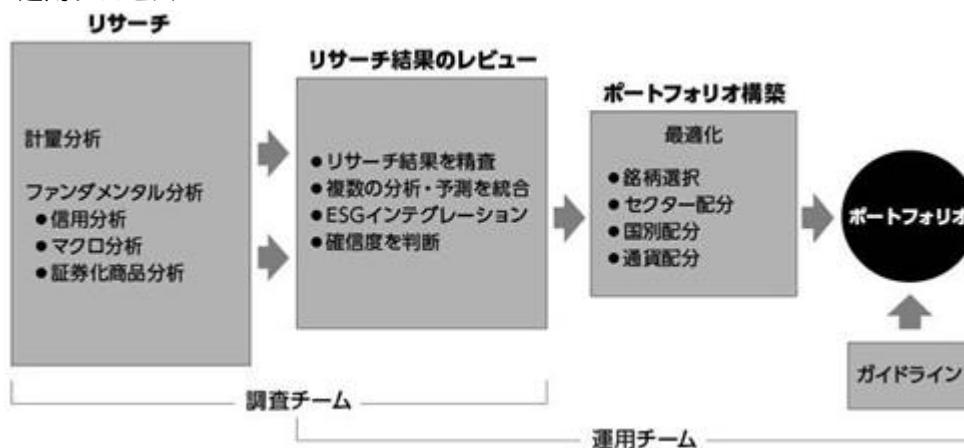 リサーチ
計量分析
ファンダメンタル分析
●信用分析
●マクロ分析
●証券化商品分析
リサーチ結果のレビュー
●リサーチ結果を精査
●複数の分析・予測を統合
●ESGインテグレーション
●確信度を判断
ポートフォリオ構築
最適化
●銘柄選択
●セクター配分
●国別配分
●通貨配分
ポートフォリオ
ガイドライン
調査チーム
運用チーム